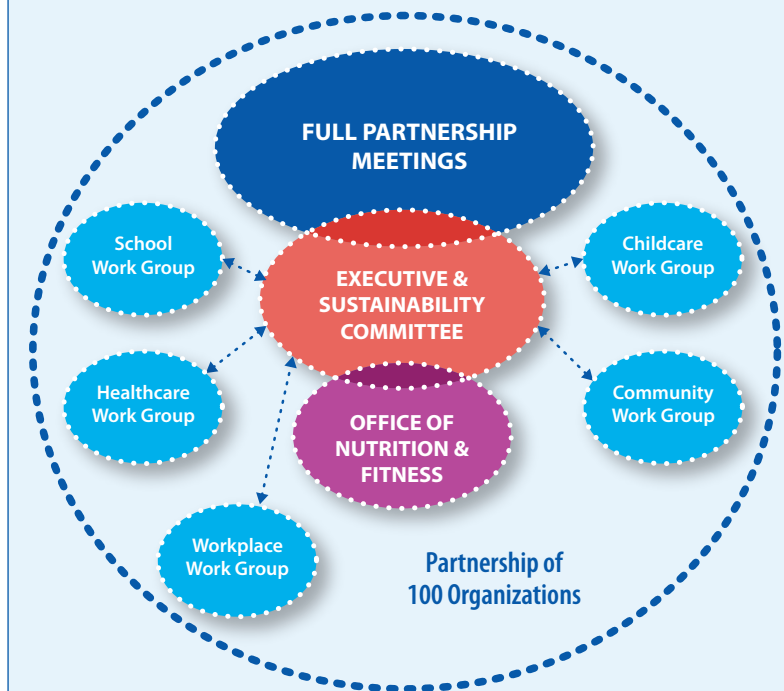 FULL PARTNERSHIP
MEETINGS
School
Work Group
Childcare
Work Group
EXECUTIVE &
SUSTAINABILITY
COMMITTEE
Healthcare
Work Group
Community
Work Group
OFFICE OF
NUTRITION &
FITNESS
Workplace
Work Group
Partnership of
100 Organizations